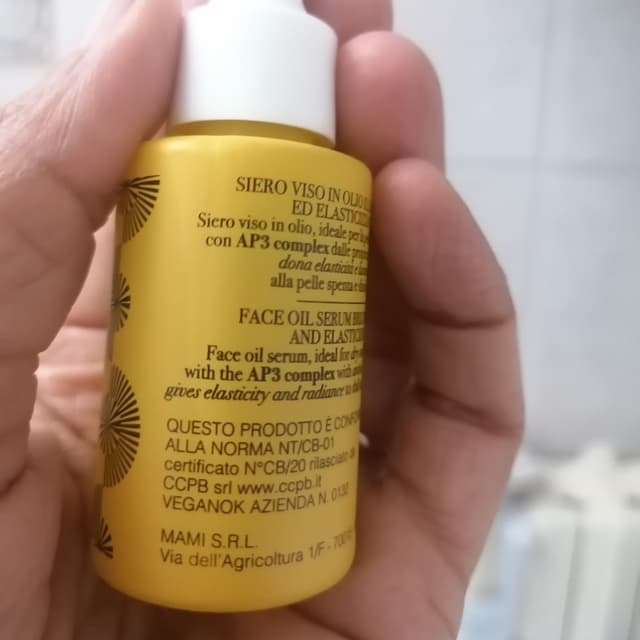 SIERO VISO IN OLIO
ED ELASTICI
Siero viso in olio, ideale per
con AP3 complex dalle
dona elasticità e
alla pelle spenta e
FACE OIL SERUM
AND ELASTIC
Face oil serum, ideal for
with the AP3 complex with
gives elasticity and radiance to
QUESTO PRODOTTO È CONFO
ALLA NORMA NT/CB-01
certificato N°CB/20 rilasciato
CCPB srl www.ccpb.it
VEGANOK AZIENDA N. 0132
MAMI S.R.L.
Via dell'Agricoltura 1/F -